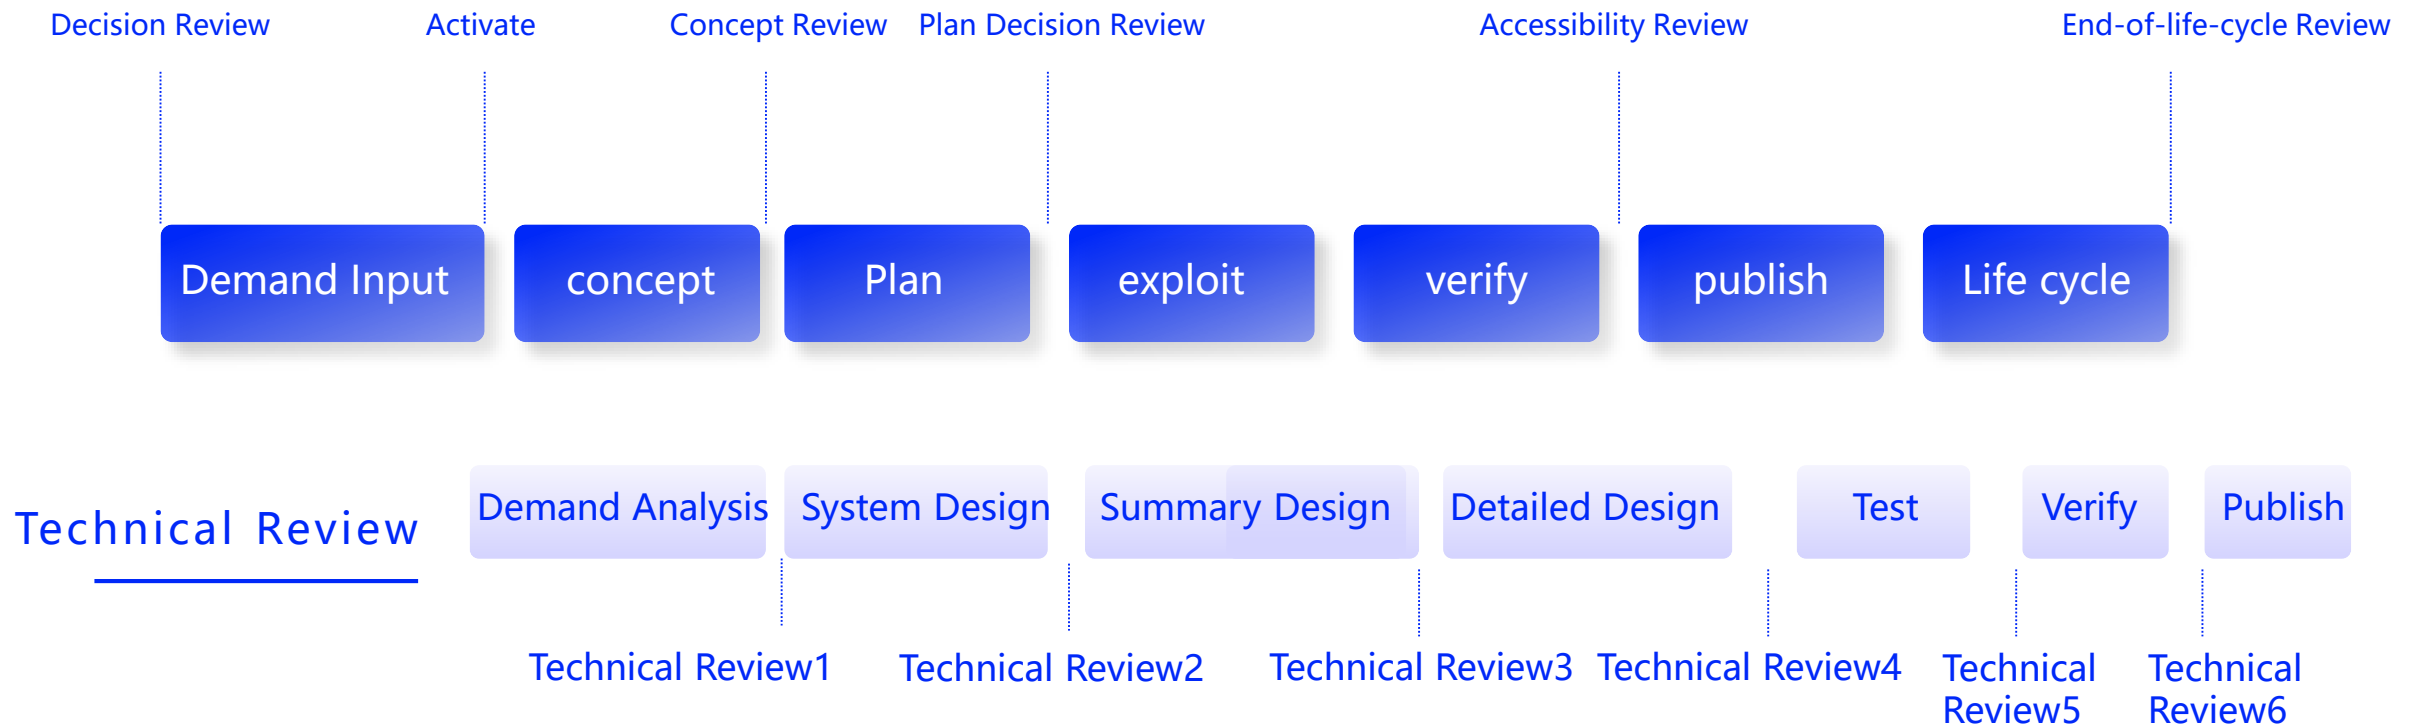 Decision Review
Activate
Concept Review
Plan Decision Review
Accessibility Review
End-of-life-cycle Review
Demand Input
concept
Plan
exploit
verify
publish
Life cycle
Technical Review
Demand Analysis
System Design
Summary Design
Detailed Design
Test
Verify
Publish
Technical Review1
Technical Review2
Technical Review3
Technical Review4
Technical
Review5
Technical
Review6